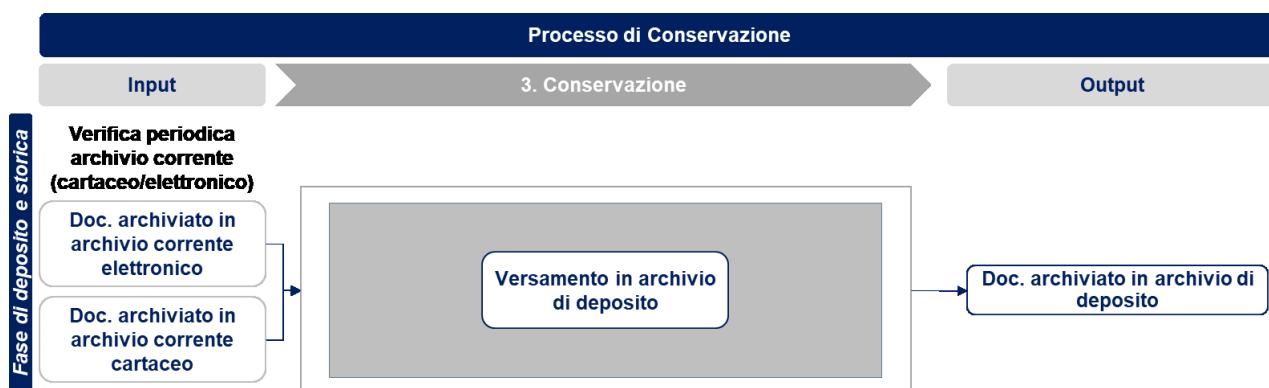 Processo di Conservazione
Input
3. Conservazione
Output
Fase di deposito e storica
Verifica periodica
archivio corrente
(cartaceo/elettronico)
Doc. archiviato in
archivio corrente
elettronico
Doc. archiviato in
archivio corrente
cartaceo
Versamento in archivio
di deposito
Doc. archiviato in archivio di
deposito